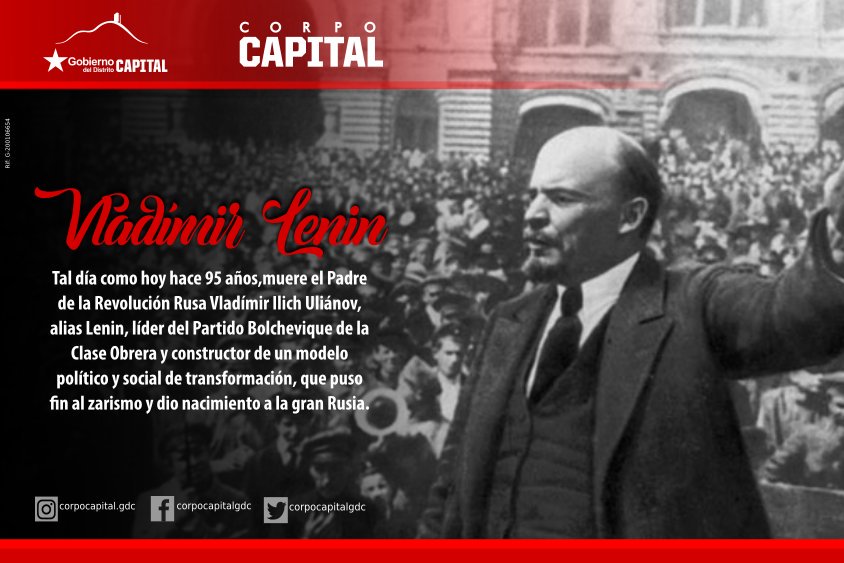 Gobierno
del Distrito CAPITAL
CORPO
CAPITAL
Rif: G-200106654
Vladímir Lenin
Tal día como hoy hace 95 años,muere el Padre
de la Revolución Rusa Vladímir Ilich Uliánov,
alias Lenin, líder del Partido Bolchevique de la
Clase Obrera y constructor de un modelo
político y social de transformación, que puso
fin al zarismo y dio nacimiento a la gran Rusia.
corpocapital.gdc
corpocapitalgdc
corpocapitalgdc